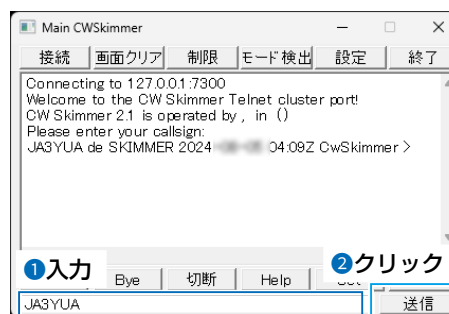 Main CWSkimmer
接続 画面クリア 制限 モード検出 設定 終了
Connecting to 127.0.0.1:7300
Welcome to the CW Skimmer Telnet cluster port!
CW Skimmer 2.1 is operated by , in ()
Please enter your callsign:
JA3YUA de SKIMMER 2024 04:09Z CwSkimmer >
❶入力 ❷クリック
Bye 切断 Help
JA3YUA 送信